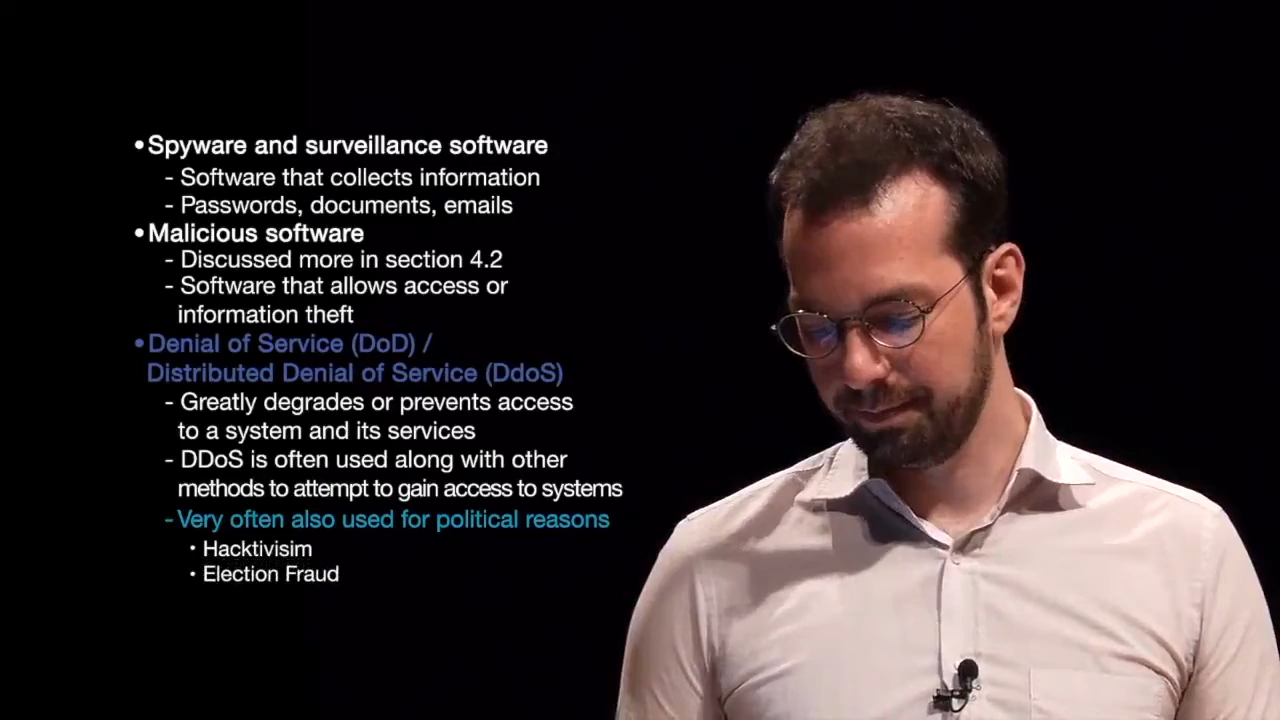 •Spyware and surveillance software
- Software that collects information
- Passwords, documents, emails
•Malicious software
- Discussed more in section 4.2
- Software that allows access or
information theft
•Denial of Service (DoD) /
Distributed Denial of Service (DdoS)
- Greatly degrades or prevents access
to a system and its services
- DDoS is often used along with other
methods to attempt to gain access to systems
- Very often also used for political reasons
• Hacktivisim
• Election Fraud